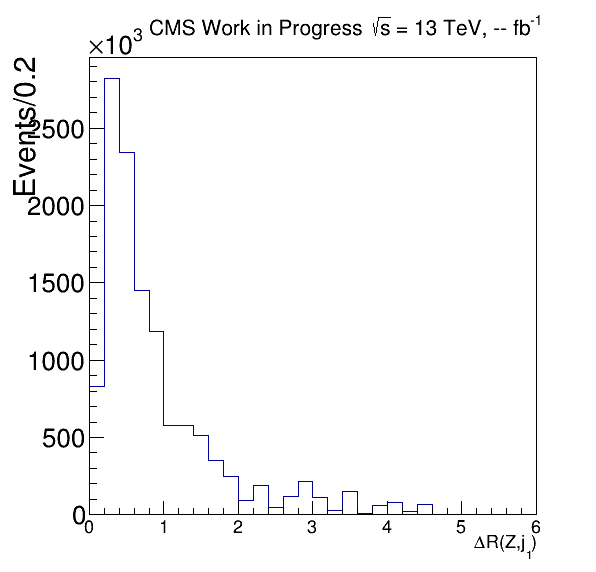 ×10³ CMS Work in Progress √s = 13 TeV, -- fb⁻¹
Events/0.2
2500
2000
1500
1000
500
0
0 1 2 3 4 5 6
ΔR(Z,j₁)